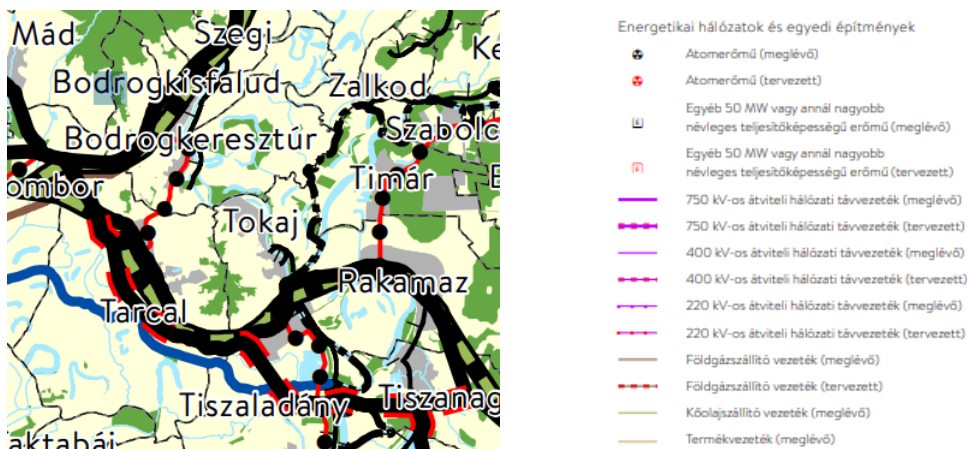 Mád
Szegi
Bodrogkisfalud
Zalkod
Ke
Bodrogkeresztúr
Szabolc
ombor
Timár
Tokaj
Rakamaz
Tarcal
Tiszaladány
Tiszanag
aktabáj
Energetikai hálózatok és egyedi építmények
Atomerőmű (meglévő)
Atomerőmű (tervezett)
Egyéb 50 MW vagy annál nagyobb
névleges teljesítőképességű erőmű (meglévő)
Egyéb 50 MW vagy annál nagyobb
névleges teljesítőképességű erőmű (tervezett)
750 kV-os átviteli hálózati távvezeték (meglévő)
750 kV-os átviteli hálózati távvezeték (tervezett)
400 kV-os átviteli hálózati távvezeték (meglévő)
400 kV-os átviteli hálózati távvezeték (tervezett)
220 kV-os átviteli hálózati távvezeték (meglévő)
220 kV-os átviteli hálózati távvezeték (tervezett)
Földgázszállító vezeték (meglévő)
Földgázszállító vezeték (tervezett)
Kőolajszállító vezeték (meglévő)
Termékvezeték (meglévő)